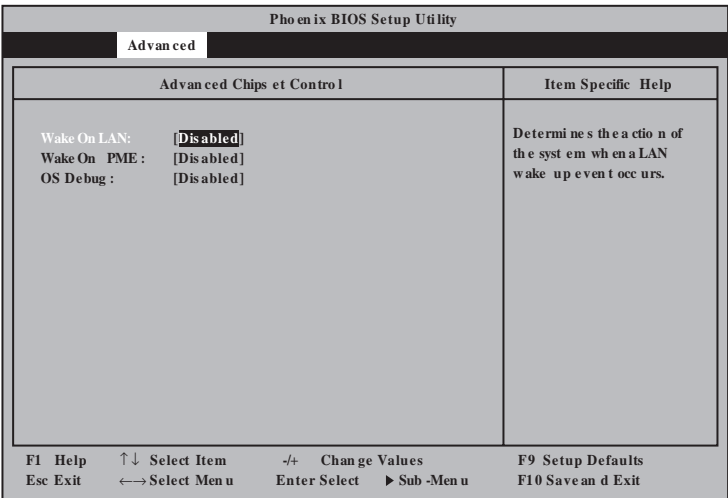 Phoenix BIOS Setup Utility
Advanced
Advanced Chipset Control
Item Specific Help
Wake On LAN: [Disabled]
Wake On PME: [Disabled]
OS Debug: [Disabled]
Determines the action of
the system when a LAN
wake up event occurs.
F1 Help ↑↓ Select Item -/+ Change Values F9 Setup Defaults
Esc Exit ←→ Select Menu Enter Select ▶ Sub-Menu F10 Save and Exit